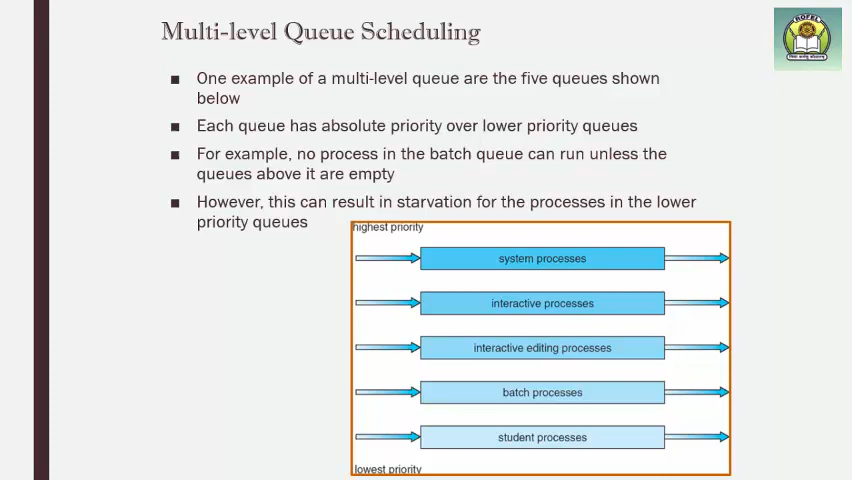 Multi-level Queue Scheduling
ROFEL
■ One example of a multi-level queue are the five queues shown
below
■ Each queue has absolute priority over lower priority queues
■ For example, no process in the batch queue can run unless the
queues above it are empty
■ However, this can result in starvation for the processes in the lower
priority queues
highest priority
system processes
interactive processes
interactive editing processes
batch processes
student processes
lowest priority